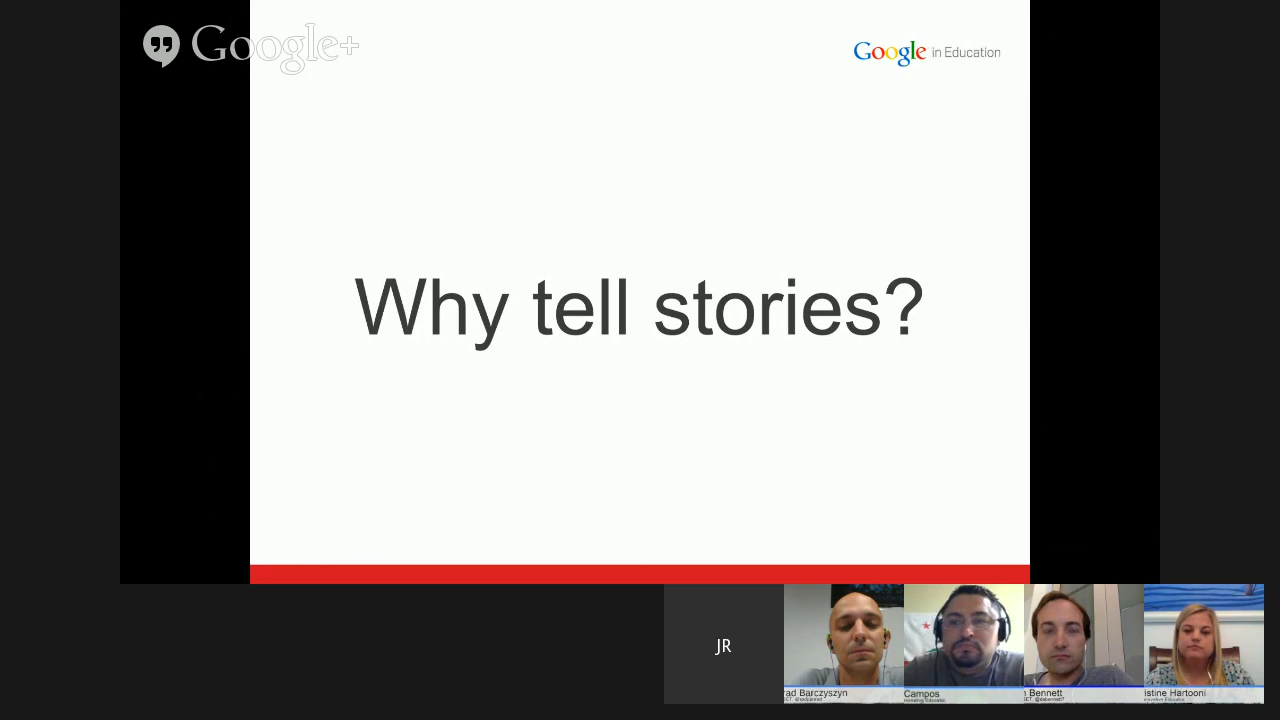 Google+
Google in Education
Why tell stories?
JR
rad Barczyszyn
Campos
Bennett
istine Hartooni